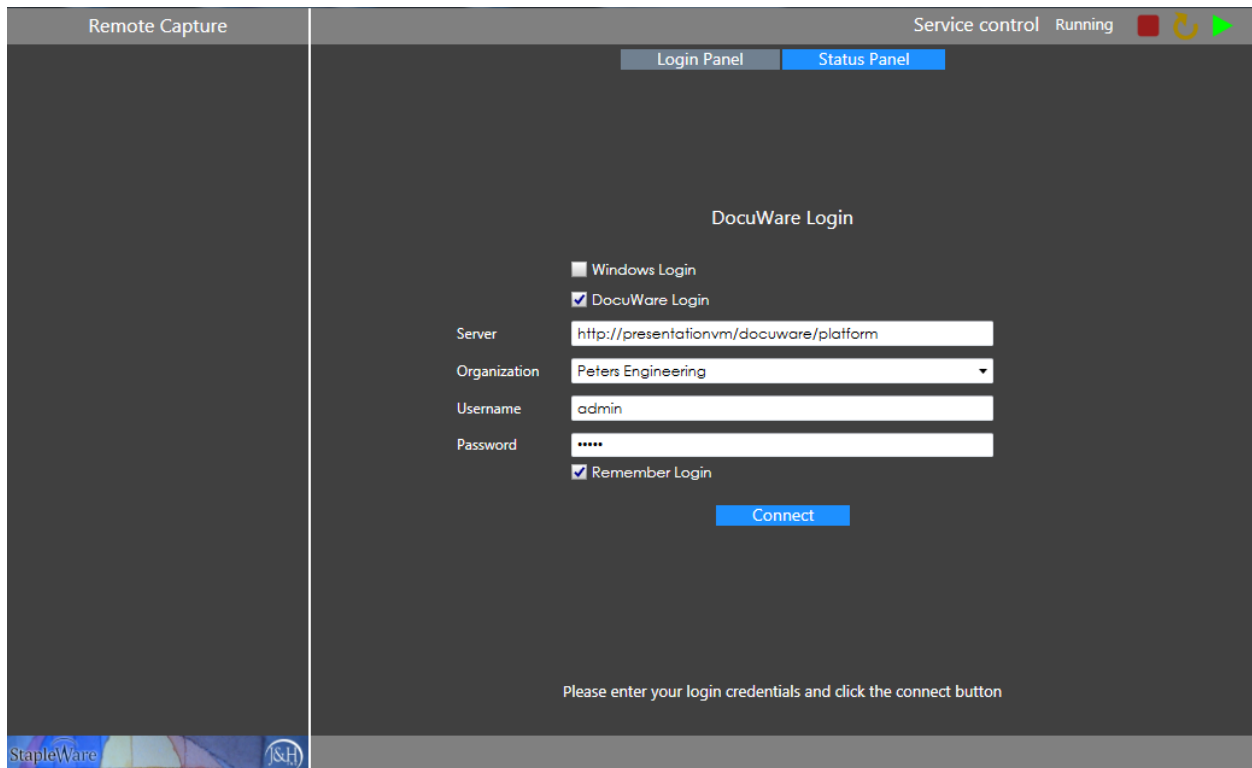 Remote Capture
Service control Running
Login Panel Status Panel
DocuWare Login
Windows Login
DocuWare Login
Server http://presentationvm/docuware/platform
Organization Peters Engineering
Username admin
Password •••••
Remember Login
Connect
Please enter your login credentials and click the connect button
StapleWare J&H